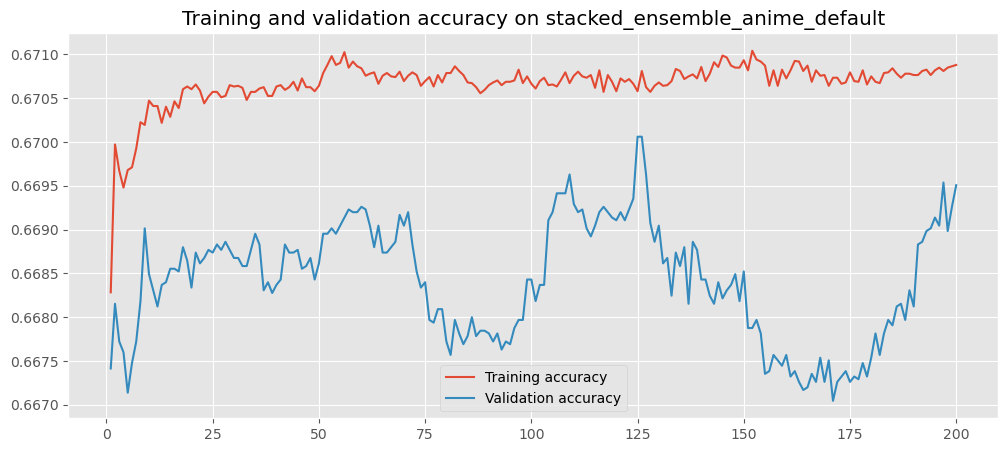 Training and validation accuracy on stacked_ensemble_anime_default
0.6710
0.6705
0.6700
0.6695
0.6690
0.6685
0.6680
0.6675
0.6670
Training accuracy
Validation accuracy
0 25 50 75 100 125 150 175 200